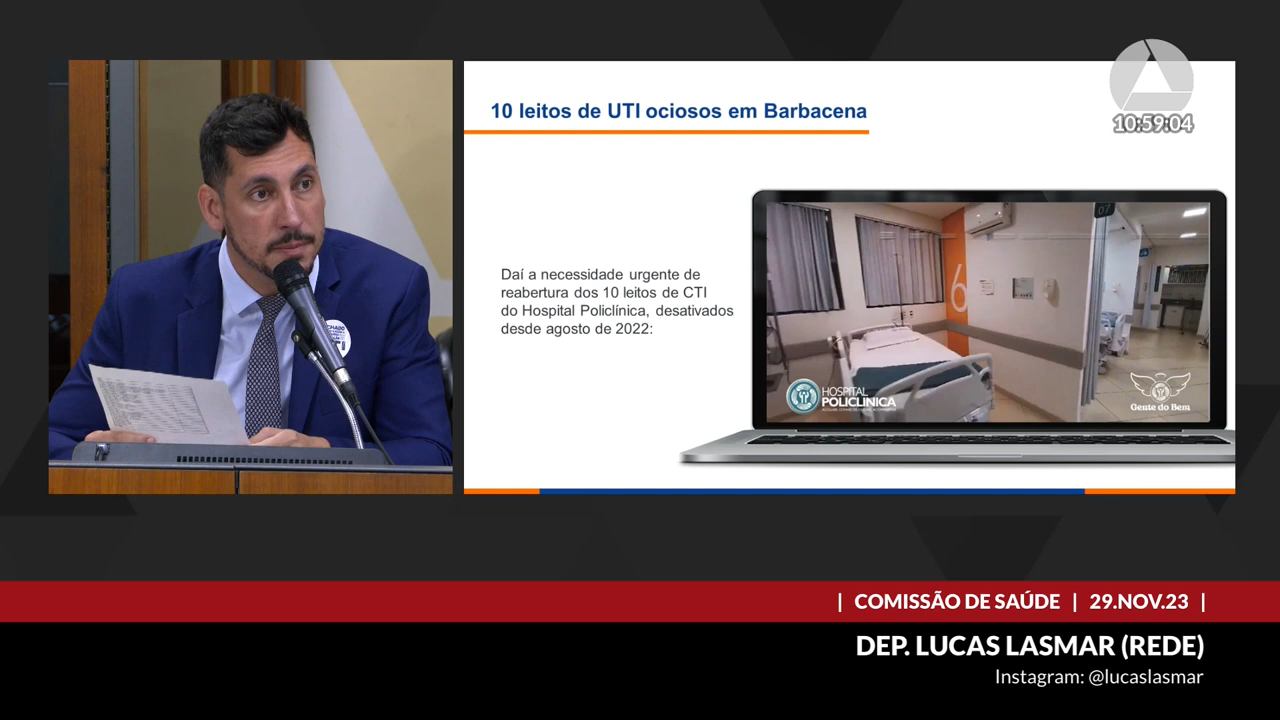 10 leitos de UTI ociosos em Barbacena
10:59:04
Daí a necessidade urgente de
reabertura dos 10 leitos de CTI
do Hospital Policlínica, desativados
desde agosto de 2022:
6
07
HOSPITAL
POLICLINICA
Gente do Bem
| COMISSÃO DE SAÚDE | 29.NOV.23 |
DEP. LUCAS LASMAR (REDE)
Instagram: @lucaslasmar